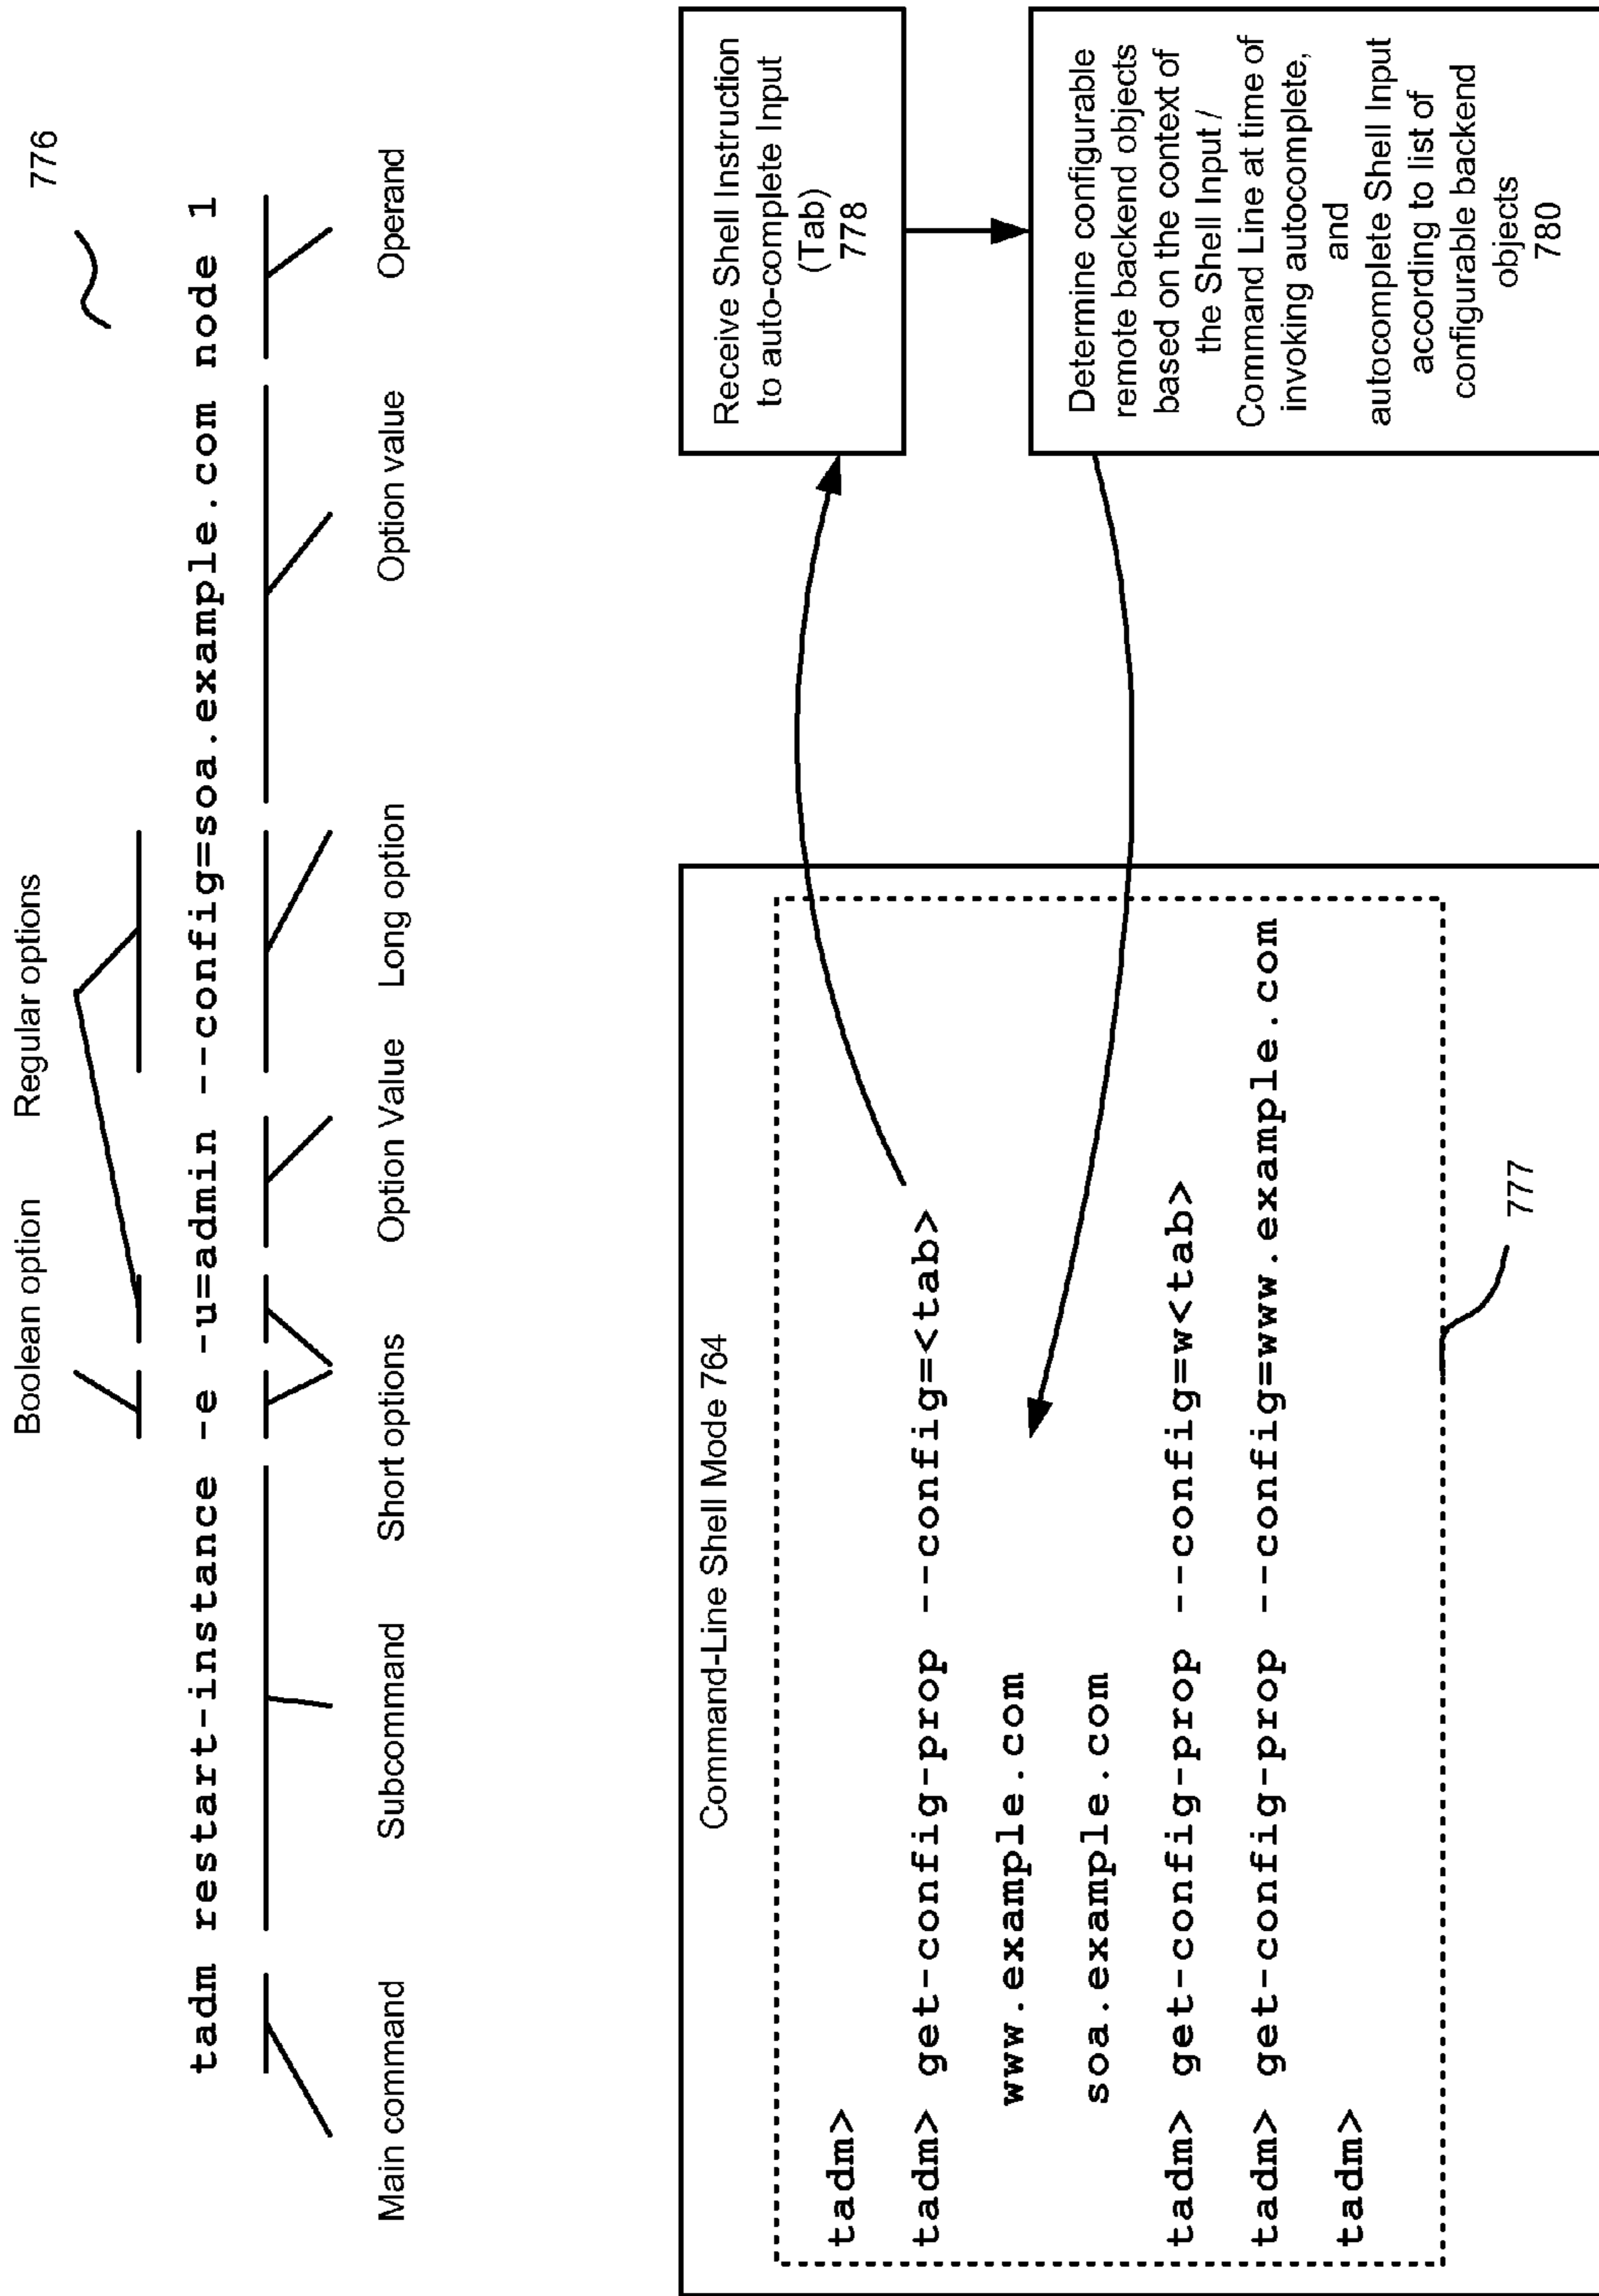 776
Boolean option Regular options
tadm restart-instance -e -u=admin --config=soa.example.com node 1
Main command Subcommand Short options Option Value Long option Option value Operand
Command-Line Shell Mode 764
tadm>
tadm> get-config-prop --config=<tab>
www.example.com
soa.example.com
tadm> get-config-prop --config=w<tab>
tadm> get-config-prop --config=www.example.com
tadm>
777
Receive Shell Instruction
to auto-complete Input
(Tab)
778
Determine configurable
remote backend objects
based on the context of
the Shell Input /
Command Line at time of
invoking autocomplete,
and
autocomplete Shell Input
according to list of
configurable backend
objects
780